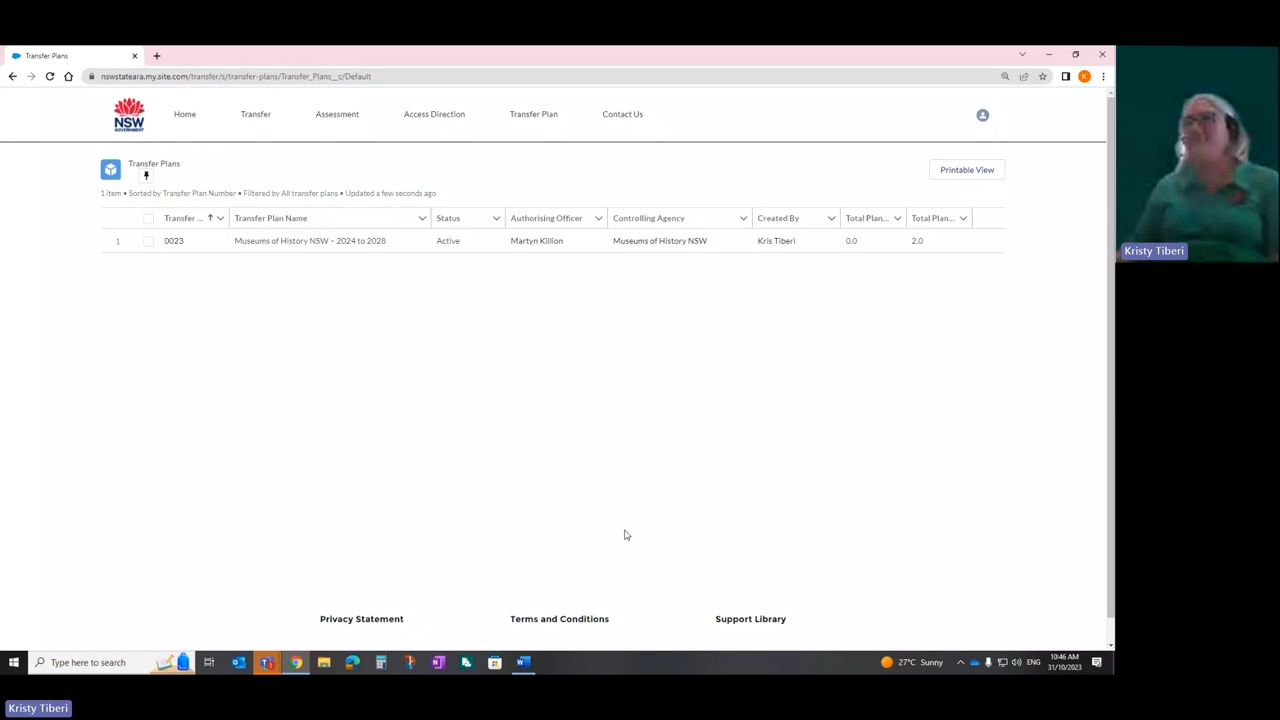 Transfer Plans
nswstateara.my.site.com/transfer/s/transfer-plans/Transfer_Plans__c/Default
NSW
GOVERNMENT
Home Transfer Assessment Access Direction Transfer Plan Contact Us
Transfer Plans
Printable View
1 item • Sorted by Transfer Plan Number • Filtered by All transfer plans • Updated a few seconds ago
Transfer ... Transfer Plan Name Status Authorising Officer Controlling Agency Created By Total Plan... Total Plan...
1 0023 Museums of History NSW – 2024 to 2028 Active Martyn Killion Museums of History NSW Kris Tiberi 0.0 2.0
Kristy Tiberi
Privacy Statement Terms and Conditions Support Library
Type here to search
27°C Sunny
ENG
10:46 AM
31/10/2023
Kristy Tiberi